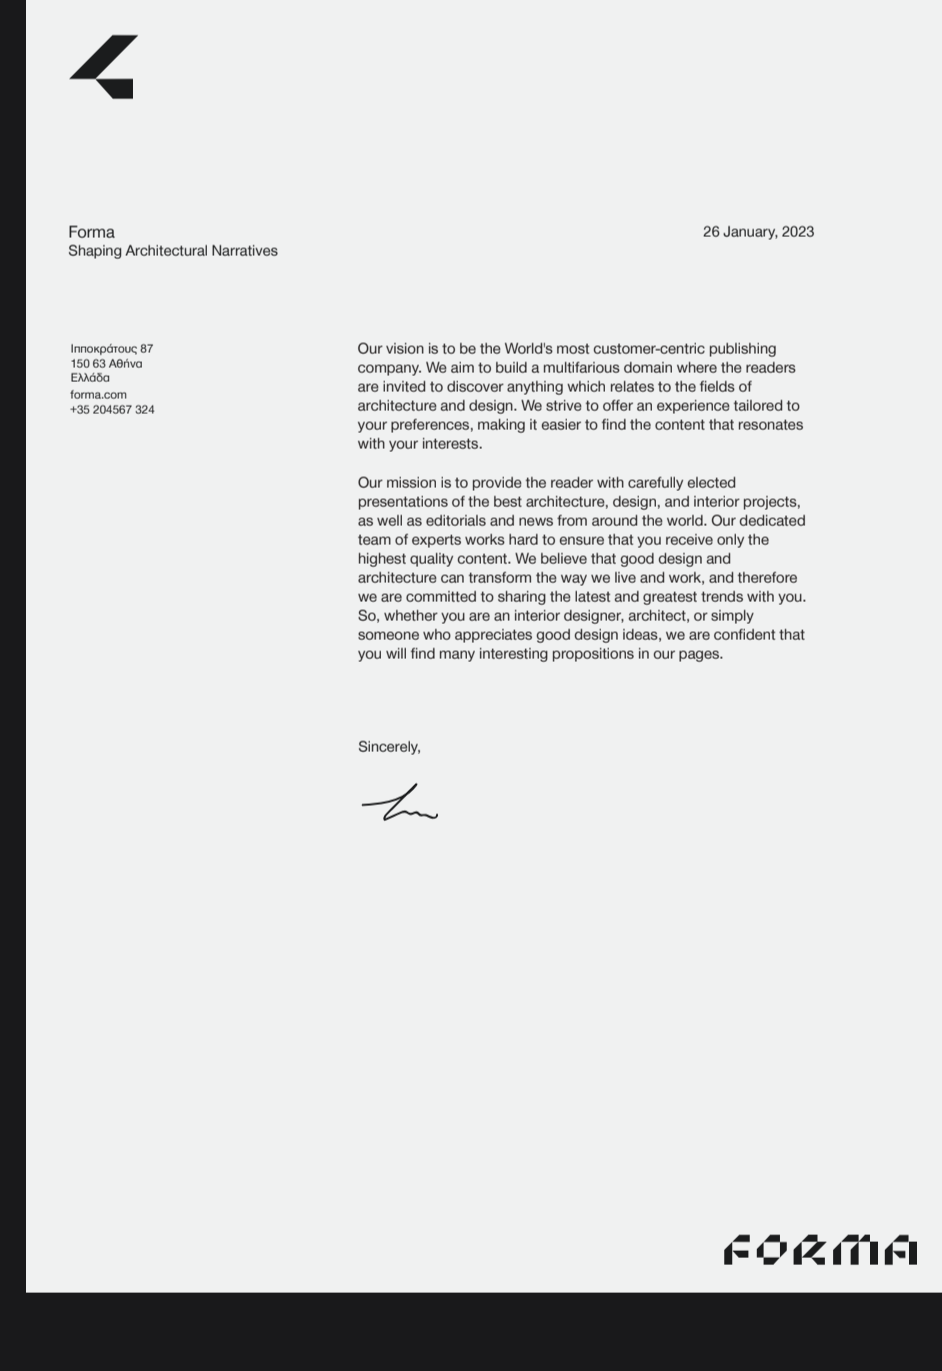 Forma
Shaping Architectural Narratives
26 January, 2023
Ιπποκράτους 87
150 63 Αθήνα
Ελλάδα
forma.com
+35 204567 324
Our vision is to be the World's most customer-centric publishing
company. We aim to build a multifarious domain where the readers
are invited to discover anything which relates to the fields of
architecture and design. We strive to offer an experience tailored to
your preferences, making it easier to find the content that resonates
with your interests.
Our mission is to provide the reader with carefully elected
presentations of the best architecture, design, and interior projects,
as well as editorials and news from around the world. Our dedicated
team of experts works hard to ensure that you receive only the
highest quality content. We believe that good design and
architecture can transform the way we live and work, and therefore
we are committed to sharing the latest and greatest trends with you.
So, whether you are an interior designer, architect, or simply
someone who appreciates good design ideas, we are confident that
you will find many interesting propositions in our pages.
Sincerely,
FORMA